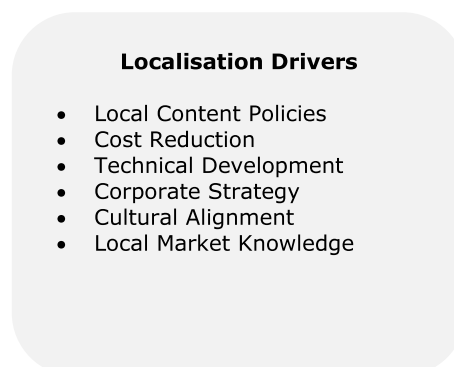 Localisation Drivers
• Local Content Policies
• Cost Reduction
• Technical Development
• Corporate Strategy
• Cultural Alignment
• Local Market Knowledge